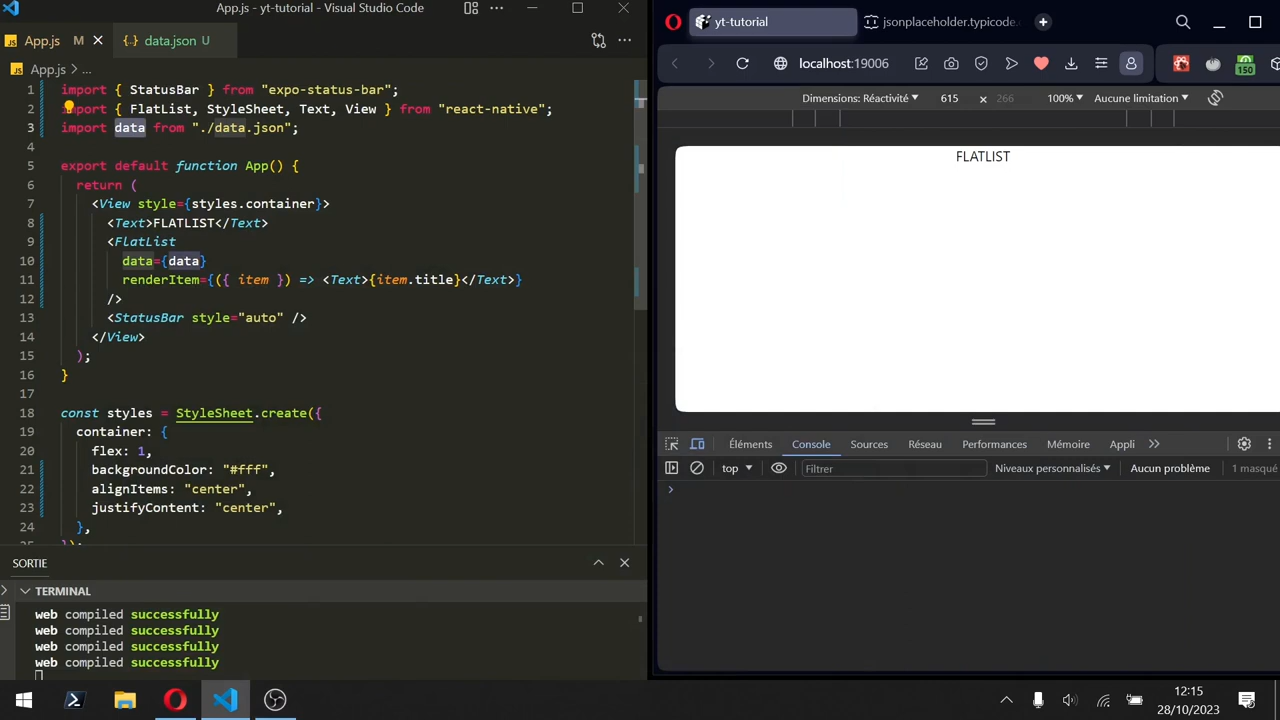 App.js - yt-tutorial - Visual Studio Code
App.js M
data.json U
App.js > ...
1 import { StatusBar } from "expo-status-bar";
2 import { FlatList, StyleSheet, Text, View } from "react-native";
3 import data from "./data.json";
4
5 export default function App() {
6 return (
7 <View style={styles.container}>
8 <Text>FLATLIST</Text>
9 <FlatList
10 data={data}
11 renderItem={({ item }) => <Text>{item.title}</Text>}
12 />
13 <StatusBar style="auto" />
14 </View>
15 );
16 }
17
18 const styles = StyleSheet.create({
19 container: {
20 flex: 1,
21 backgroundColor: "#fff",
22 alignItems: "center",
23 justifyContent: "center",
24 },
});
SORTIE
TERMINAL
web compiled successfully
web compiled successfully
web compiled successfully
web compiled successfully
yt-tutorial
jsonplaceholder.typicode.
localhost:19006
150
Dimensions: Réactivité 615 × 266 100% Aucune limitation
FLATLIST
Éléments Console Sources Réseau Performances Mémoire Appli
top Filtrer Niveaux personnalisés Aucun problème 1 masqué
12:15
28/10/2023